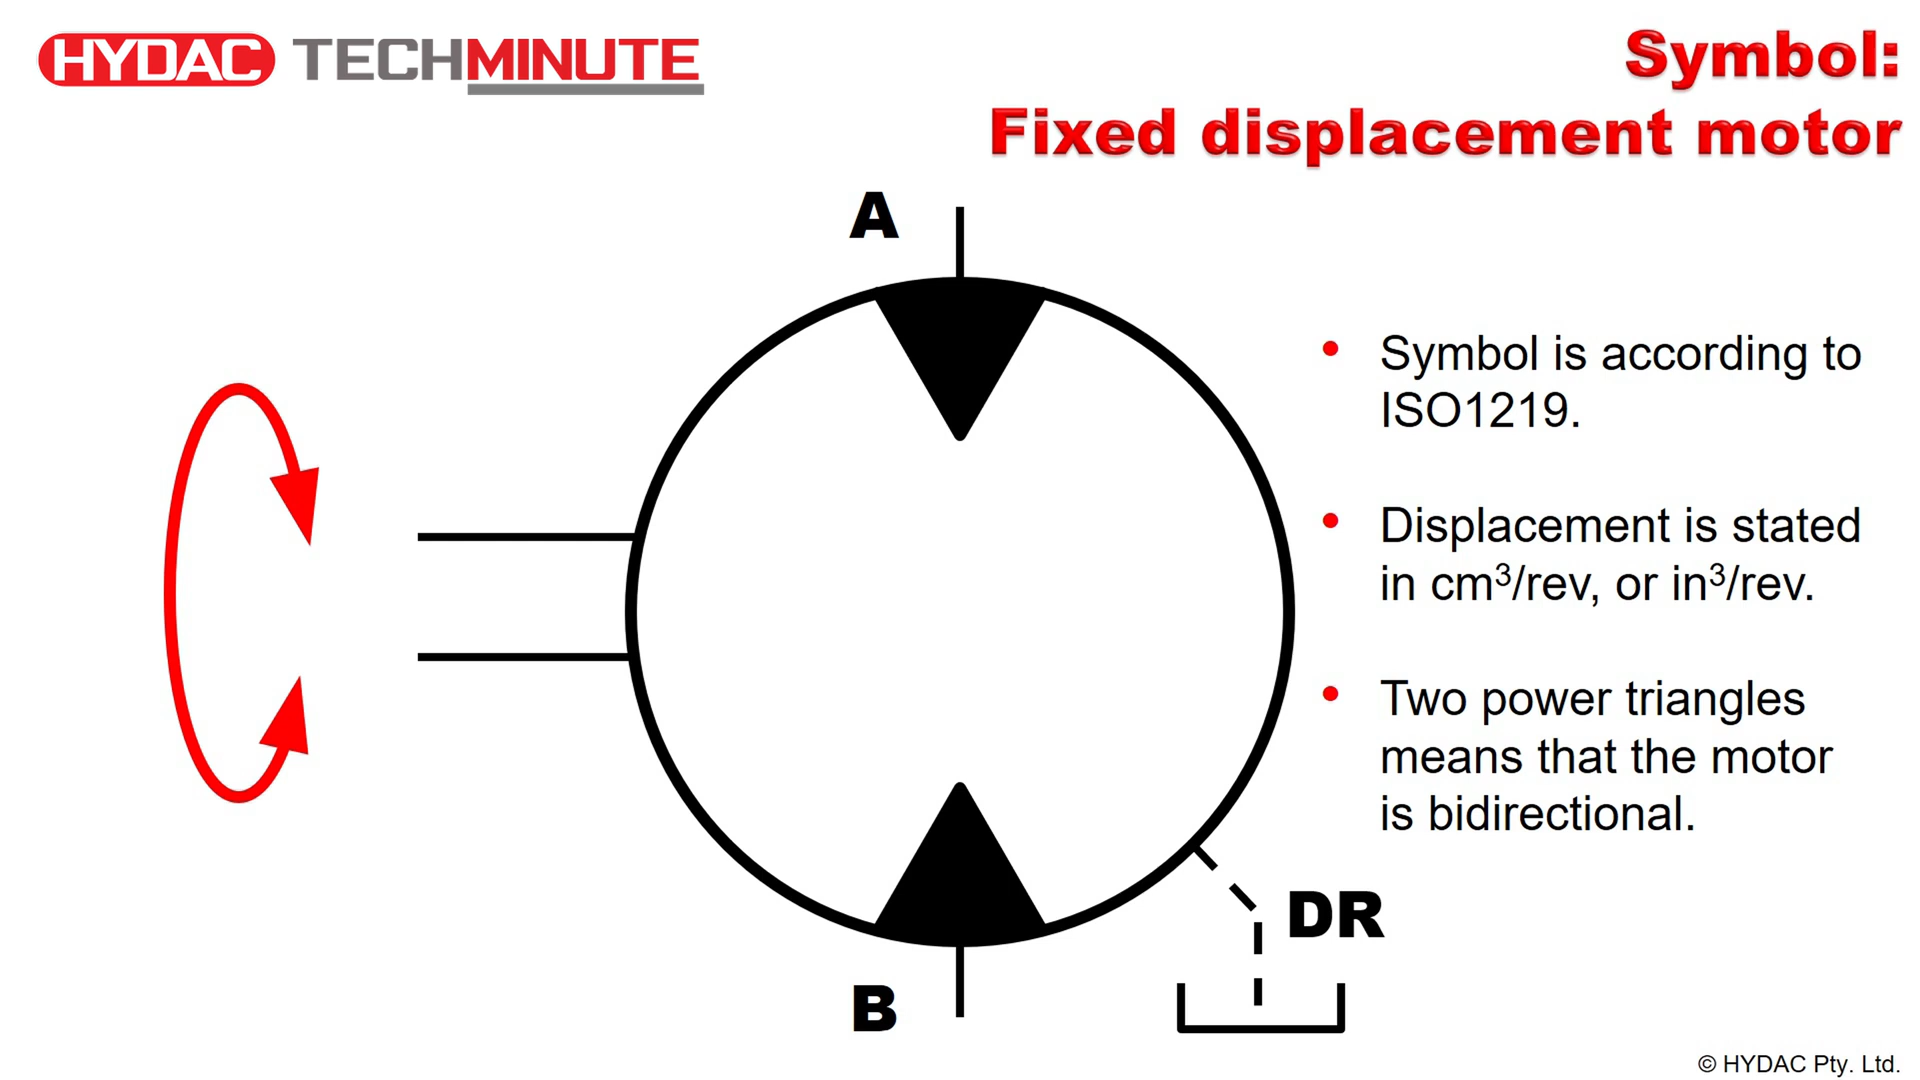 HYDAC TECHMINUTE
Symbol:
Fixed displacement motor
A
• Symbol is according to
ISO1219.
• Displacement is stated
in cm³/rev, or in³/rev.
• Two power triangles
means that the motor
is bidirectional.
DR
B
© HYDAC Pty. Ltd.